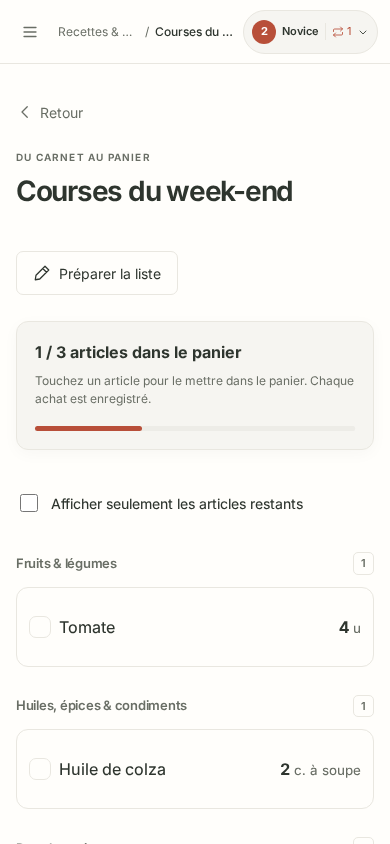 Recettes & ... / Courses du ...
2 Novice 1
Retour
DU CARNET AU PANIER
Courses du week-end
Préparer la liste
1 / 3 articles dans le panier
Touchez un article pour le mettre dans le panier. Chaque
achat est enregistré.
Afficher seulement les articles restants
Fruits & légumes 1
Tomate 4 u
Huiles, épices & condiments 1
Huile de colza 2 c. à soupe